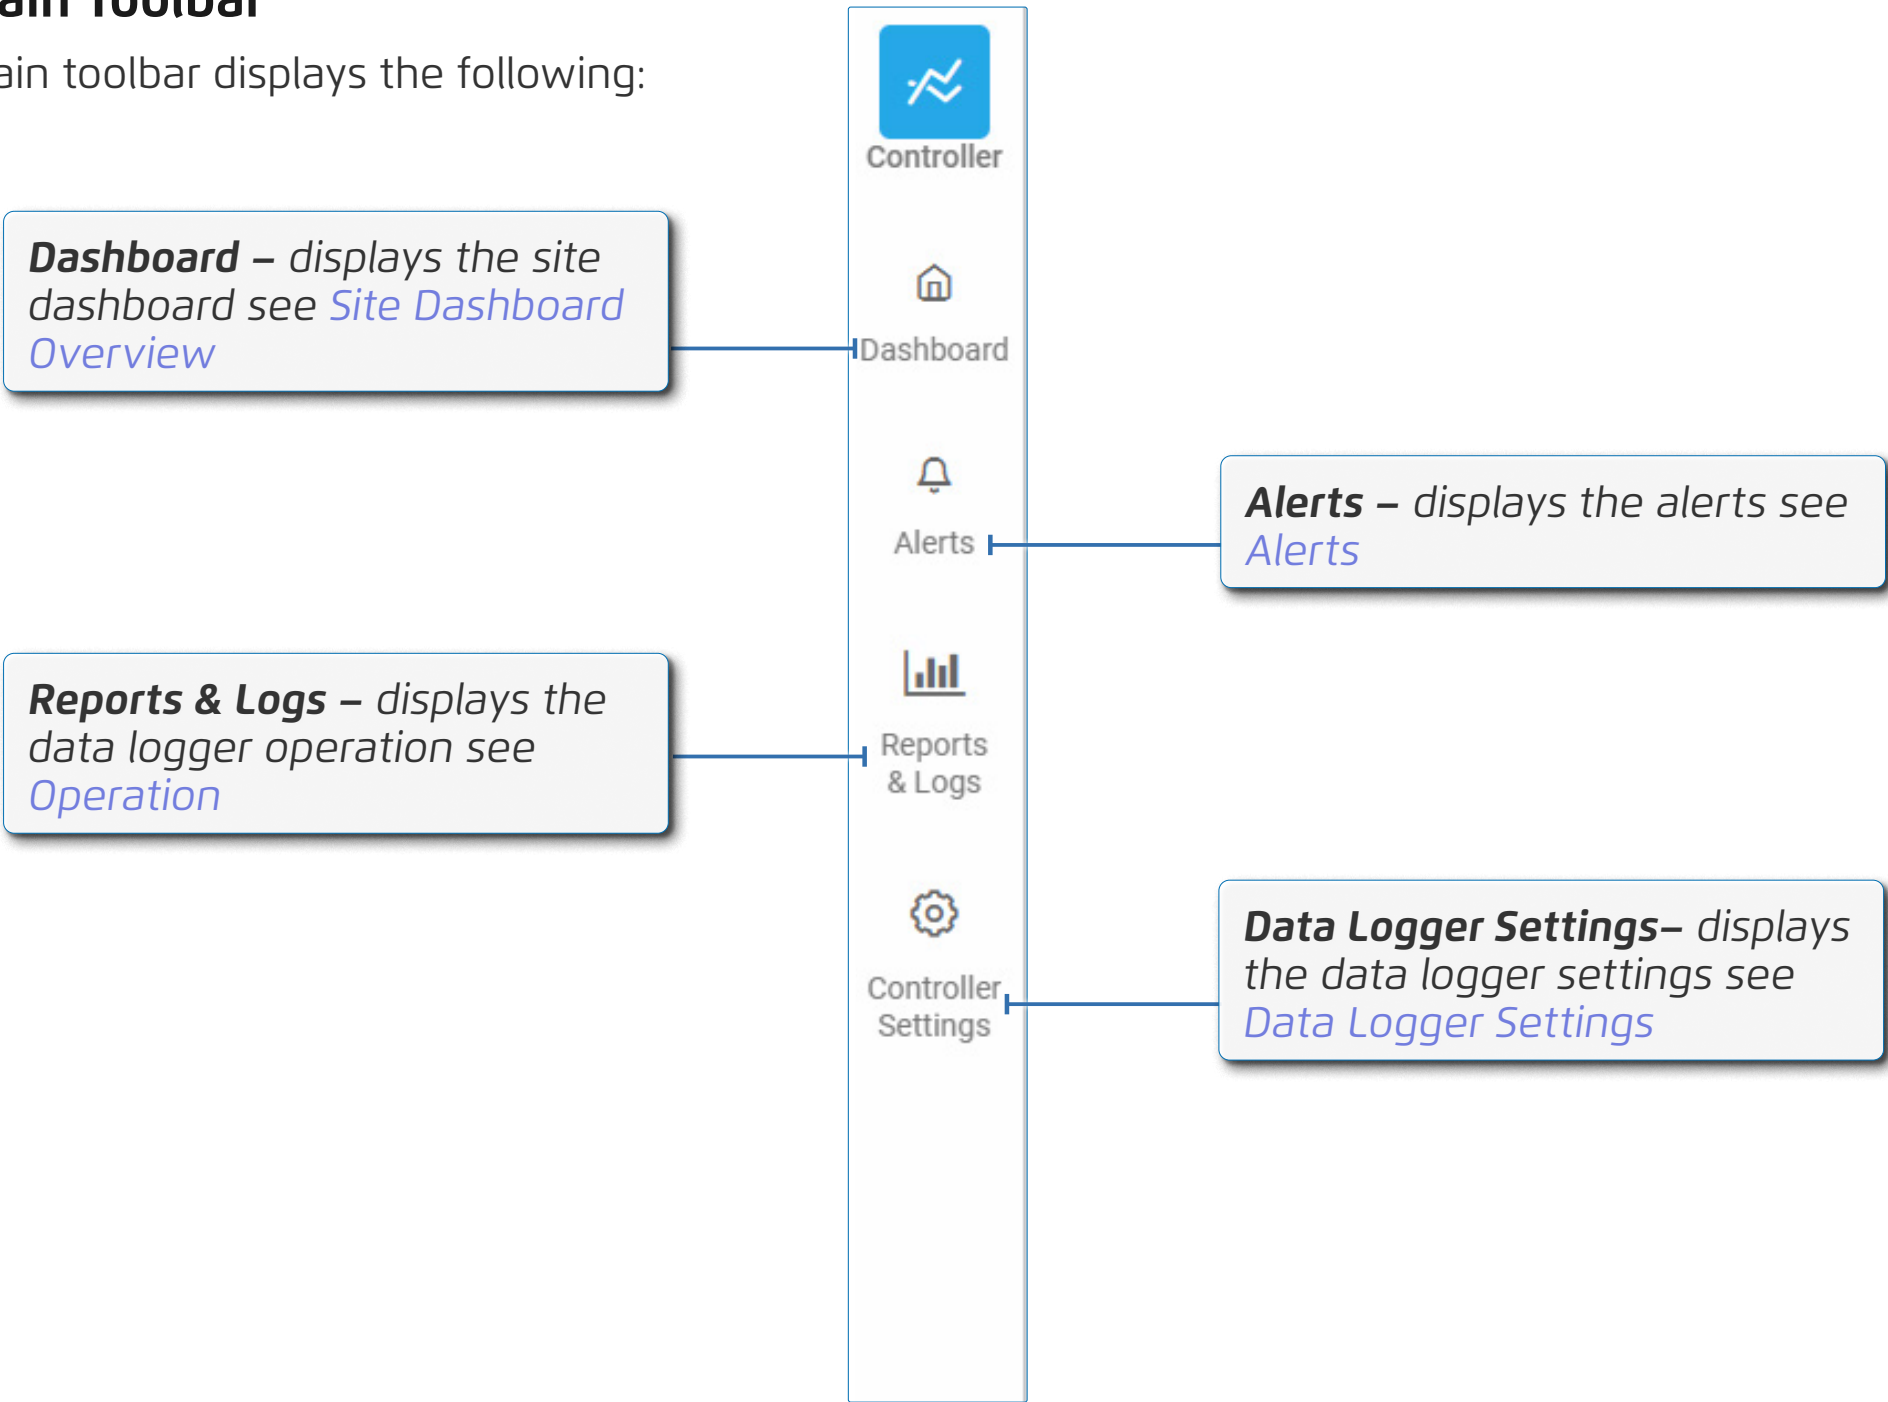 ain Toolbar
ain toolbar displays the following:
Controller
Dashboard – displays the site
dashboard see Site Dashboard
Overview
Dashboard
Alerts
Alerts – displays the alerts see
Alerts
Reports & Logs – displays the
data logger operation see
Operation
Reports
& Logs
Controller
Settings
Data Logger Settings– displays
the data logger settings see
Data Logger Settings